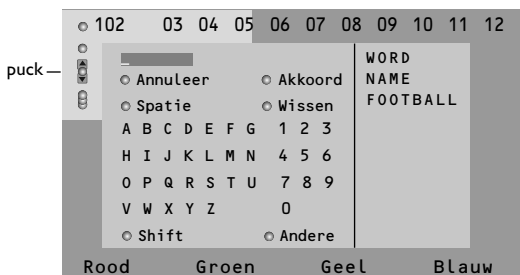 102 03 04 05 06 07 08 09 10 11 12
puck
_
Annuleer Akkoord
Spatie Wissen
A B C D E F G 1 2 3
H I J K L M N 4 5 6
O P Q R S T U 7 8 9
V W X Y Z 0
Shift Andere
WORD
NAME
FOOTBALL
Rood Groen Geel Blauw